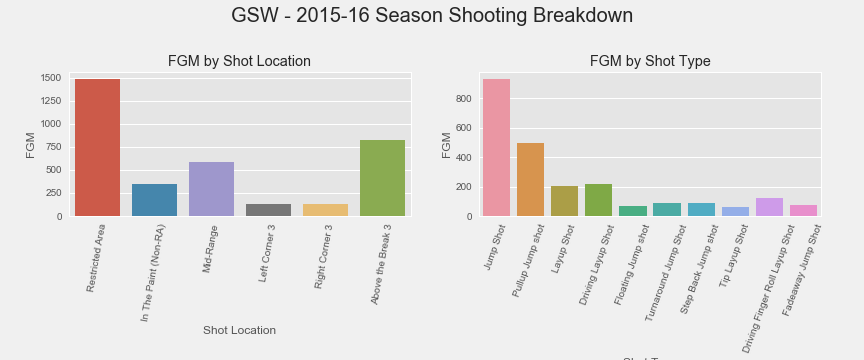 GSW - 2015-16 Season Shooting Breakdown
FGM by Shot Location
FGM
1500
1250
1000
750
500
250
0
Restricted Area
In The Paint (Non-RA)
Mid-Range
Left Corner 3
Right Corner 3
Above the Break 3
Shot Location
FGM by Shot Type
FGM
800
600
400
200
0
Jump Shot
Pullup Jump shot
Layup Shot
Driving Layup Shot
Floating Jump shot
Turnaround Jump Shot
Step Back Jump shot
Tip Layup Shot
Driving Finger Roll Layup Shot
Fadeaway Jump Shot